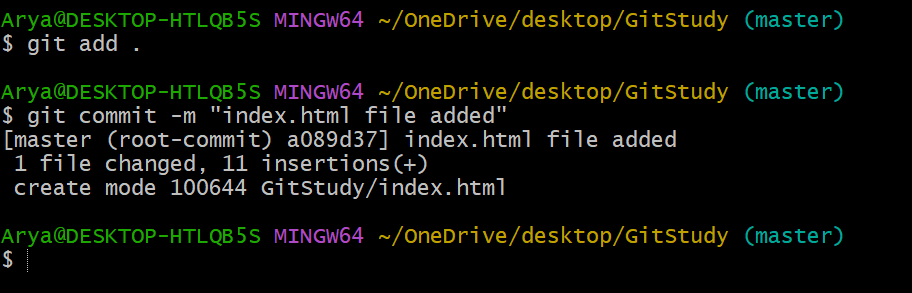 Arya@DESKTOP-HTLQB5S MINGW64 ~/OneDrive/desktop/GitStudy (master)
$ git add .
Arya@DESKTOP-HTLQB5S MINGW64 ~/OneDrive/desktop/GitStudy (master)
$ git commit -m "index.html file added"
[master (root-commit) a089d37] index.html file added
 1 file changed, 11 insertions(+)
 create mode 100644 GitStudy/index.html
Arya@DESKTOP-HTLQB5S MINGW64 ~/OneDrive/desktop/GitStudy (master)
$